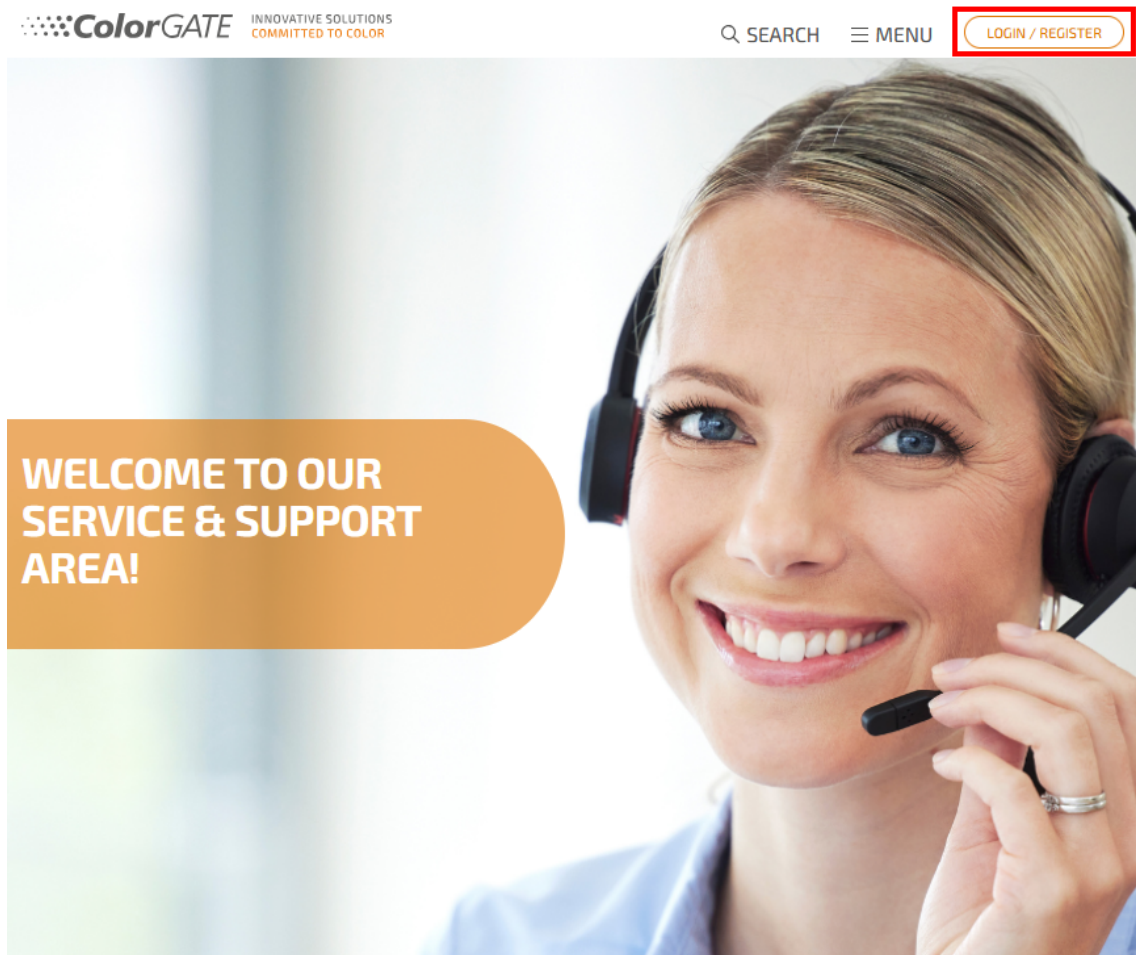 ColorGATE
INNOVATIVE SOLUTIONS
COMMITTED TO COLOR
SEARCH
MENU
LOGIN / REGISTER
WELCOME TO OUR
SERVICE & SUPPORT
AREA!